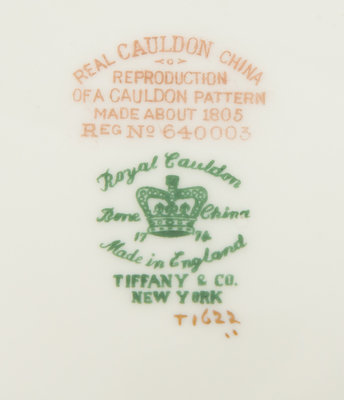 REAL CAULDON CHINA
REPRODUCTION
OF A CAULDON PATTERN
MADE ABOUT 1805
REG NO 640003
Royal Cauldon
Bone China
17 74
Made in England
TIFFANY & CO.
NEW YORK
T1622